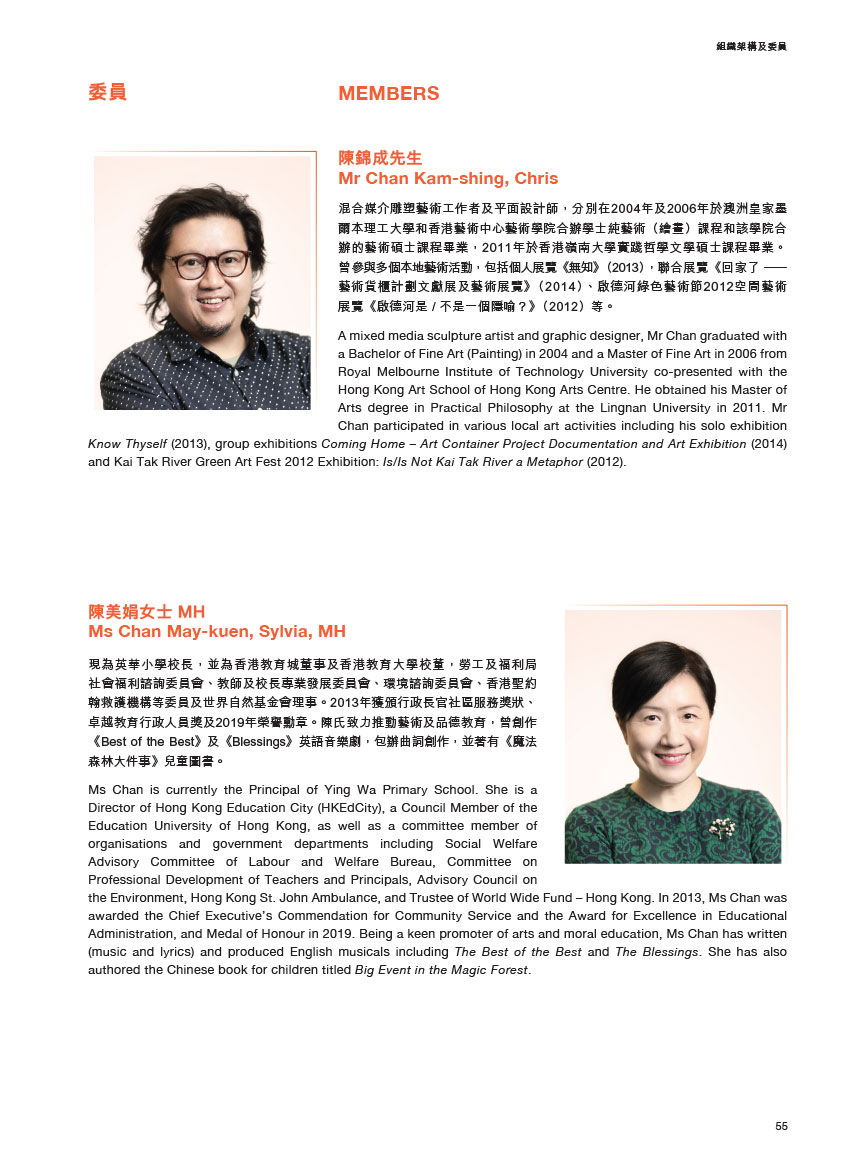 組織架構及委員
委員
MEMBERS
陳錦成先生
Mr Chan Kam-shing, Chris
混合媒介雕塑藝術工作者及平面設計師，分別在2004年及2006年於澳洲皇家墨
爾本理工大學和香港藝術中心藝術學院合辦學士純藝術（繪畫）課程和該學院合
辦的藝術碩士課程畢業，2011年於香港嶺南大學實踐哲學文學碩士課程畢業。
曾參與多個本地藝術活動，包括個人展覽《無知》（2013），聯合展覽《回家了 ——
藝術貨櫃計劃文獻展及藝術展覽》（2014）、啟德河綠色藝術節2012空間藝術
展覽《啟德河是 / 不是一個隱喻？》（2012）等。
A mixed media sculpture artist and graphic designer, Mr Chan graduated with
a Bachelor of Fine Art (Painting) in 2004 and a Master of Fine Art in 2006 from
Royal Melbourne Institute of Technology University co-presented with the
Hong Kong Art School of Hong Kong Arts Centre. He obtained his Master of
Arts degree in Practical Philosophy at the Lingnan University in 2011. Mr
Chan participated in various local art activities including his solo exhibition
Know Thyself (2013), group exhibitions Coming Home – Art Container Project Documentation and Art Exhibition (2014)
and Kai Tak River Green Art Fest 2012 Exhibition: Is/Is Not Kai Tak River a Metaphor (2012).
陳美娟女士 MH
Ms Chan May-kuen, Sylvia, MH
現為英華小學校長，並為香港教育城董事及香港教育大學校董，勞工及福利局
社會福利諮詢委員會、教師及校長專業發展委員會、環境諮詢委員會、香港聖約
翰救護機構等委員及世界自然基金會理事。2013年獲頒行政長官社區服務獎狀、
卓越教育行政人員獎及2019年榮譽勳章。陳氏致力推動藝術及品德教育，曾創作
《Best of the Best》及《Blessings》英語音樂劇，包辦曲詞創作，並著有《魔法
森林大件事》兒童圖書。
Ms Chan is currently the Principal of Ying Wa Primary School. She is a
Director of Hong Kong Education City (HKEdCity), a Council Member of the
Education University of Hong Kong, as well as a committee member of
organisations and government departments including Social Welfare
Advisory Committee of Labour and Welfare Bureau, Committee on
Professional Development of Teachers and Principals, Advisory Council on
the Environment, Hong Kong St. John Ambulance, and Trustee of World Wide Fund – Hong Kong. In 2013, Ms Chan was
awarded the Chief Executive's Commendation for Community Service and the Award for Excellence in Educational
Administration, and Medal of Honour in 2019. Being a keen promoter of arts and moral education, Ms Chan has written
(music and lyrics) and produced English musicals including The Best of the Best and The Blessings. She has also
authored the Chinese book for children titled Big Event in the Magic Forest.
55